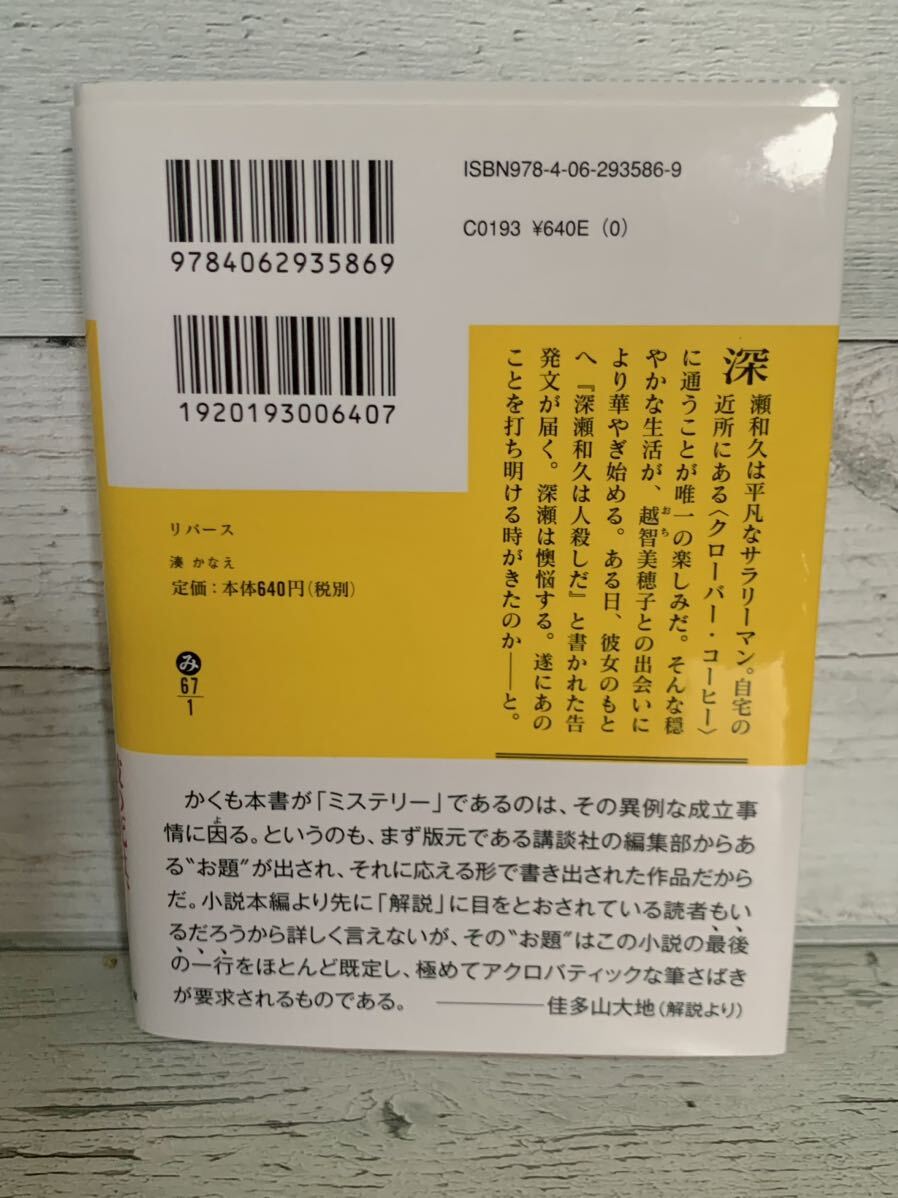 ISBN978-4-06-293586-9
9784062935869
C0193 ¥640E (0)
1920193006407
深瀬和久は平凡なサラリーマン。自宅の
近所にある〈クローバー・コーヒー〉
に通うことが唯一の楽しみだ。そんな穏
やかな生活が、越智美穂子との出会いに
おち
より華やぎ始める。ある日、彼女のもと
へ『深瀬和久は人殺しだ』と書かれた告
発文が届く。深瀬は懊悩する。遂にあの
ことを打ち明ける時がきたのか――と。
リバース
湊 かなえ
定価:本体640円(税別)
み
67
1
かくも本書が「ミステリー」であるのは、その異例な成立事
情に因る。というのも、まず版元である講談社の編集部からあ
よ
る“お題”が出され、それに応える形で書き出された作品だから
だ。小説本編より先に「解説」に目をとおされている読者もい
るだろうから詳しく言えないが、その“お題”はこの小説の最後
の一行をほとんど既定し、極めてアクロバティックな筆さばき
が要求されるものである。――佳多山大地(解説より)